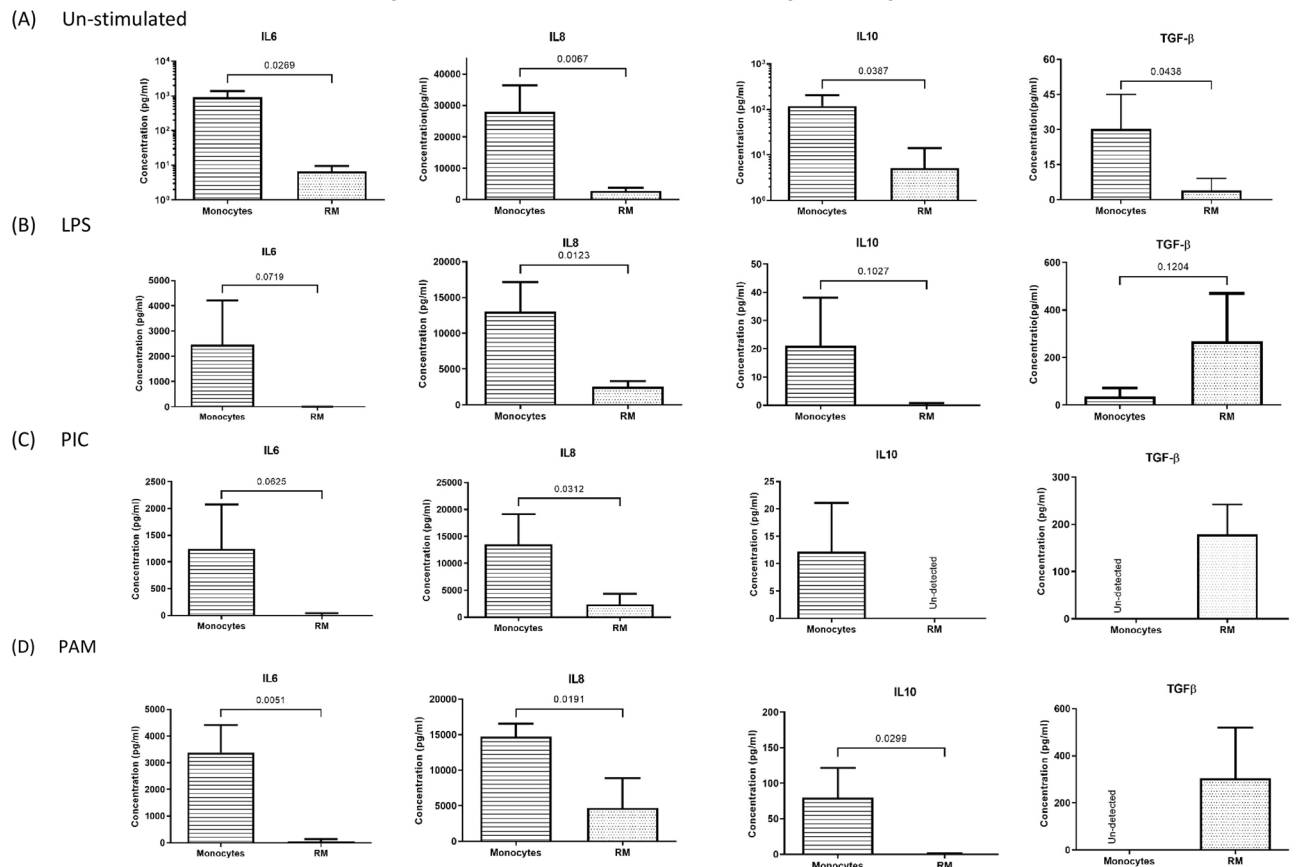 (A) Un-stimulated
IL6
Concentration (pg/ml)
10⁴
10³
10²
10¹
10⁰
0.0269
Monocytes RM
IL8
Concentration(pg/ml)
40000
30000
20000
10000
0
0.0067
Monocytes RM
IL10
Concentration (pg/ml)
10³
10²
10¹
10⁰
0.0387
Monocytes RM
TGF-β
Concentration(pg/ml)
60
45
30
15
0
0.0438
Monocytes RM
(B) LPS
IL6
Concentration (pg/ml)
5000
4000
3000
2000
1000
0
0.0719
Monocytes RM
IL8
Concentration (pg/ml)
20000
15000
10000
5000
0
0.0123
Monocytes RM
IL10
Concentration (pg/ml)
50
40
30
20
10
0
0.1027
Monocytes RM
TGF-β
Concentratio(pg/ml)
600
400
200
0
0.1204
Monocytes RM
(C) PIC
IL6
Concentration (pg/ml)
2500
2000
1500
1000
500
0
0.0625
Monocytes RM
IL8
Concentration (pg/ml)
25000
20000
15000
10000
5000
0
0.0312
Monocytes RM
IL10
Concentration (pg/ml)
25
20
15
10
5
0
Un-detected
Monocytes RM
TGF-β
Concentration (pg/ml)
300
200
100
0
Un-detected
Monocytes RM
(D) PAM
IL6
Concentration (pg/ml)
5000
4000
3000
2000
1000
0
0.0051
Monocytes RM
IL8
Concentration (pg/ml)
20000
15000
10000
5000
0
0.0191
Monocytes RM
IL10
Concentration (pg/ml)
200
150
100
50
0
0.0299
Monocytes RM
TGFβ
Concentration (pg/ml)
600
400
200
0
Un-detected
Monocytes RM